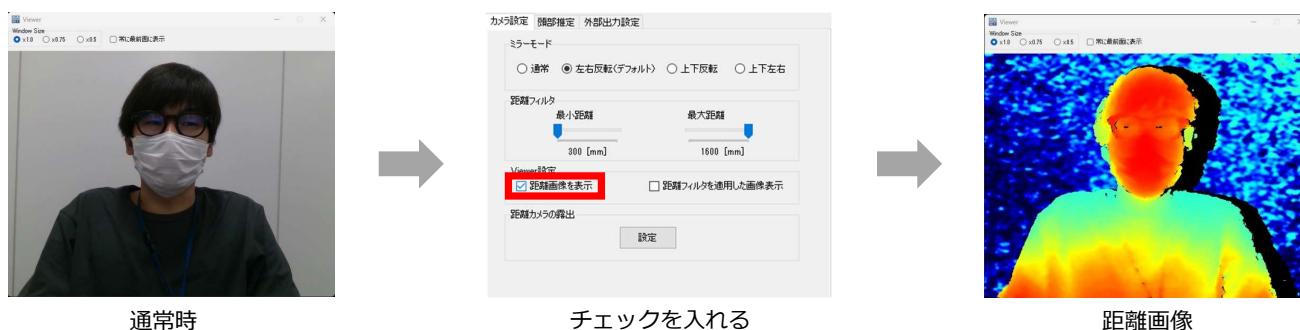 Viewer
Window Size
x1.0 x0.75 x0.5 常に最前面に表示
カメラ設定 頭部推定 外部出力設定
ミラーモード
通常 左右反転(デフォルト) 上下反転 上下左右
距離フィルタ
最小距離 最大距離
300 [mm] 1600 [mm]
Viewer設定
距離画像を表示 距離フィルタを適用した画像表示
距離カメラの露出
設定
Viewer
Window Size
x1.0 x0.75 x0.5 常に最前面に表示
通常時
チェックを入れる
距離画像